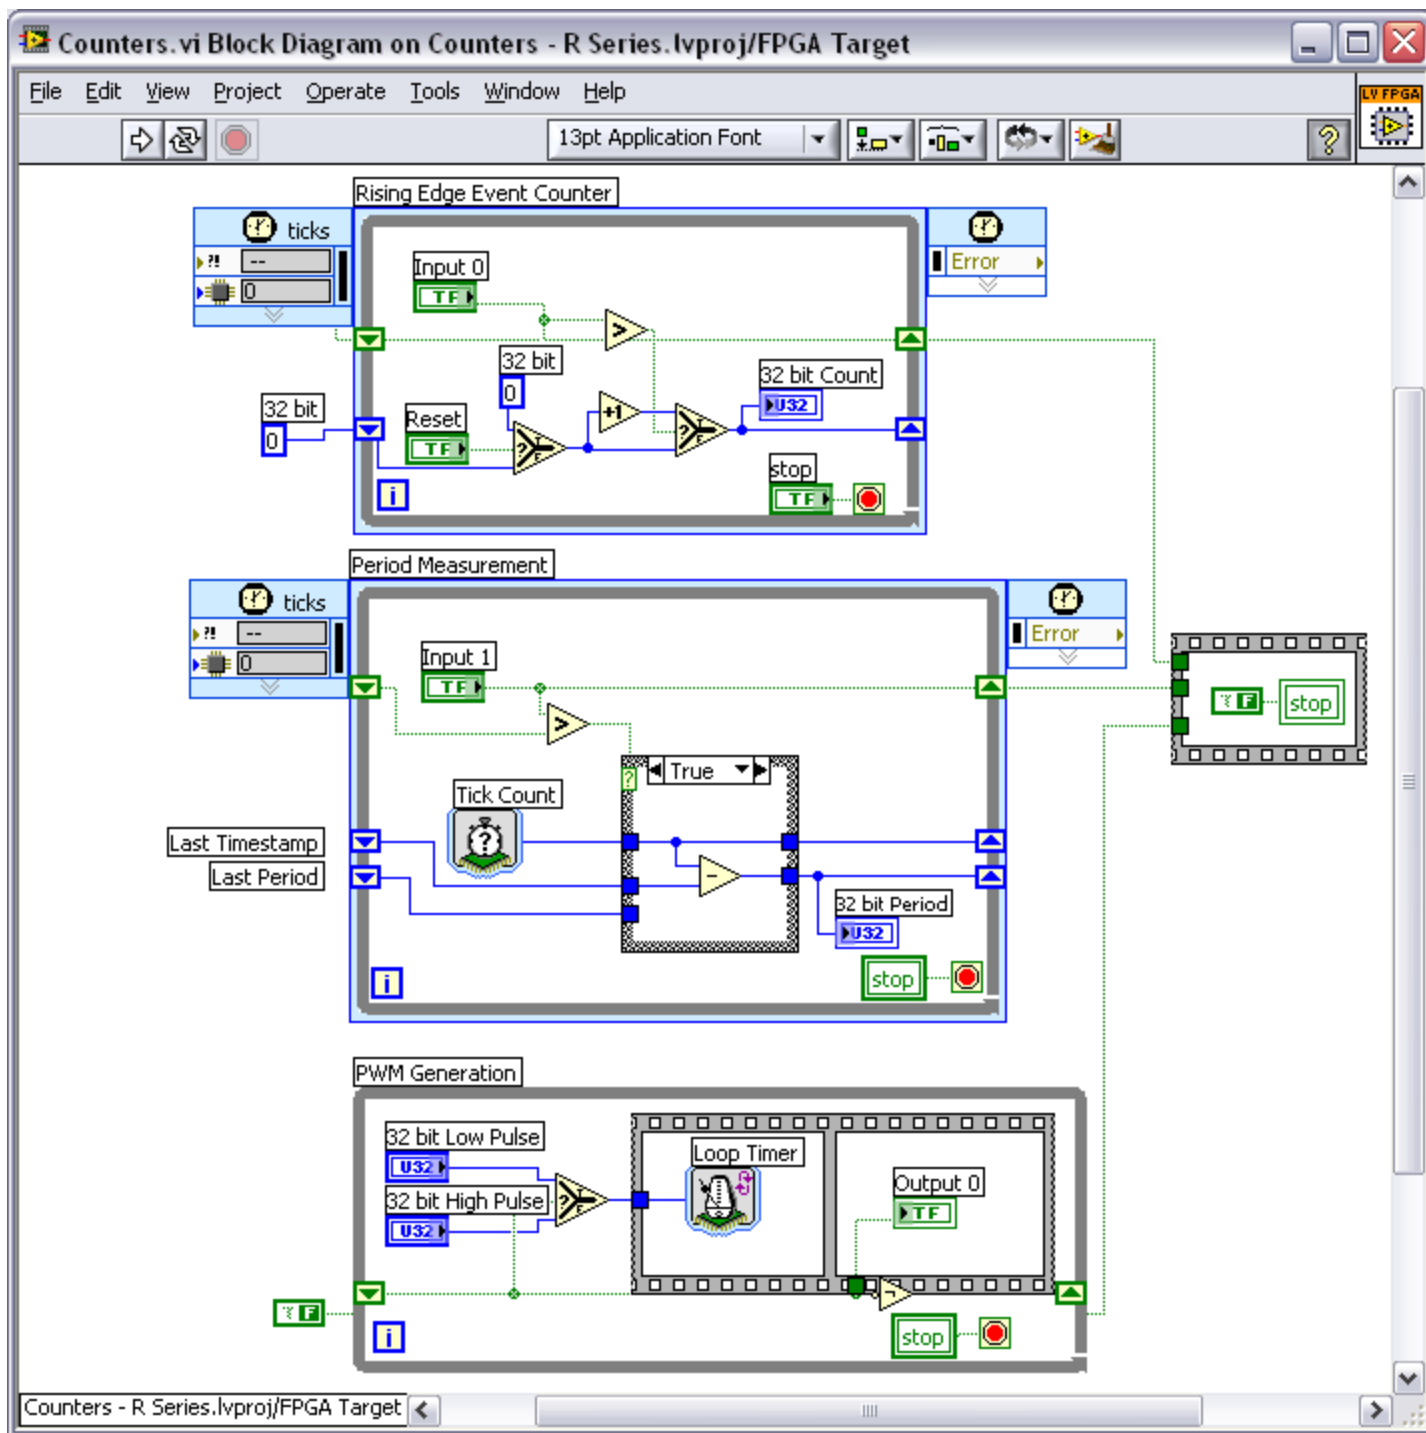 Counters.vi Block Diagram on Counters - R Series.lvproj/FPGA Target
File Edit View Project Operate Tools Window Help
LV FPGA
13pt Application Font
?
Rising Edge Event Counter
ticks
?!
--
0
Error
Input 0
TF
>
32 bit
0
32 bit Count
U32
32 bit
0
Reset
TF
+1
?
T
F
?
T
F
stop
TF
i
Period Measurement
ticks
?!
--
0
Error
Input 1
TF
>
F
stop
?
True
Tick Count
?
Last Timestamp
Last Period
-
32 bit Period
U32
stop
i
PWM Generation
32 bit Low Pulse
U32
32 bit High Pulse
U32
?
T
F
Loop Timer
Output 0
TF
F
i
stop
Counters - R Series.lvproj/FPGA Target